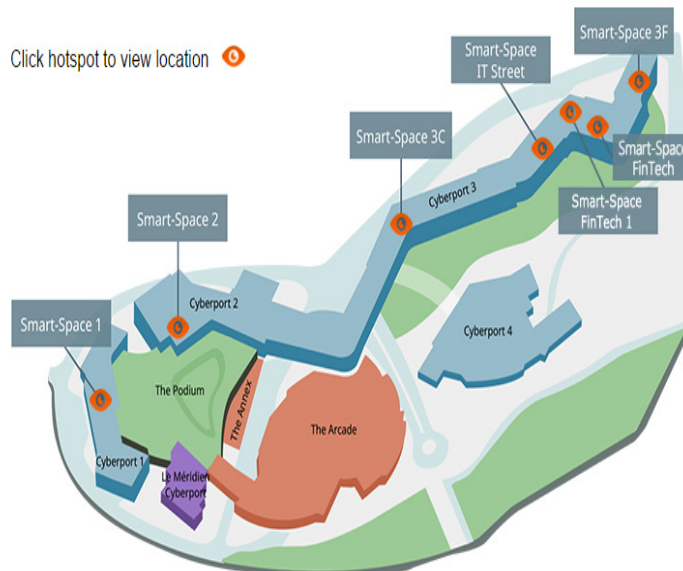 Click hotspot to view location
Smart-Space 3F
Smart-Space
IT Street
Smart-Space 3C
Smart-Space
FinTech
Smart-Space
FinTech 1
Cyberport 3
Smart-Space 2
Cyberport 2
Smart-Space 1
Cyberport 4
The Podium
The Annex
The Arcade
Cyberport 1
Le Méridien
Cyberport